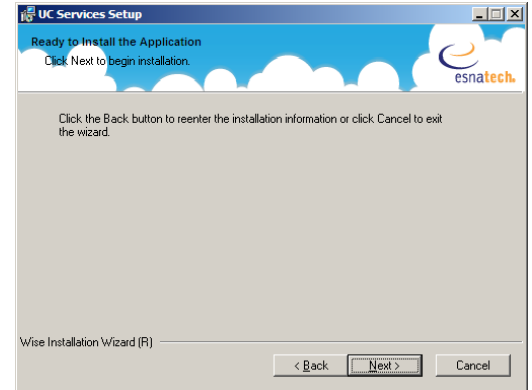 UC Services Setup
Ready to Install the Application
Click Next to begin installation.
esnatech.
Click the Back button to reenter the installation information or click Cancel to exit
the wizard.
Wise Installation Wizard (R)
< Back Next > Cancel